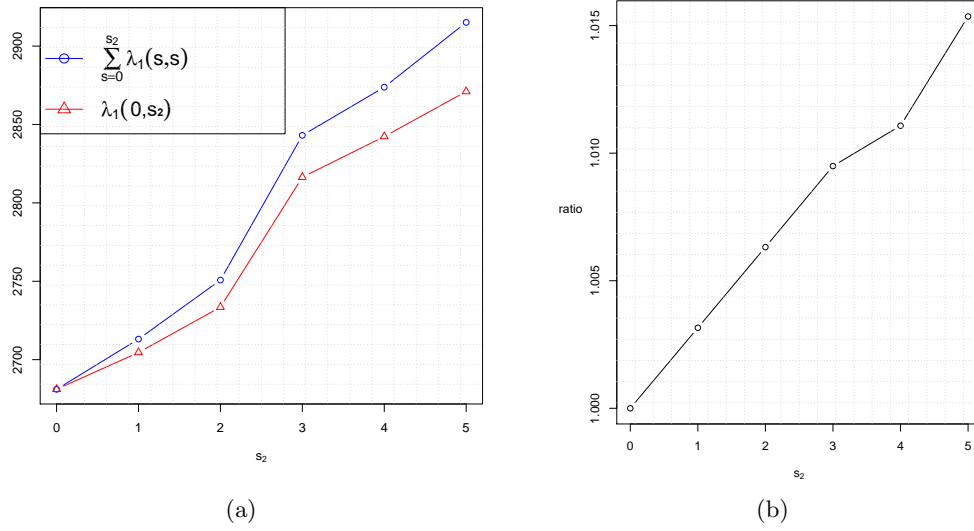 2900
2850
2800
2750
2700
s₂
∑ λ₁(s,s)
s=0
λ₁(0,s₂)
0 1 2 3 4 5
s₂
(a)
1.015
1.010
1.005
1.000
ratio
0 1 2 3 4 5
s₂
(b)